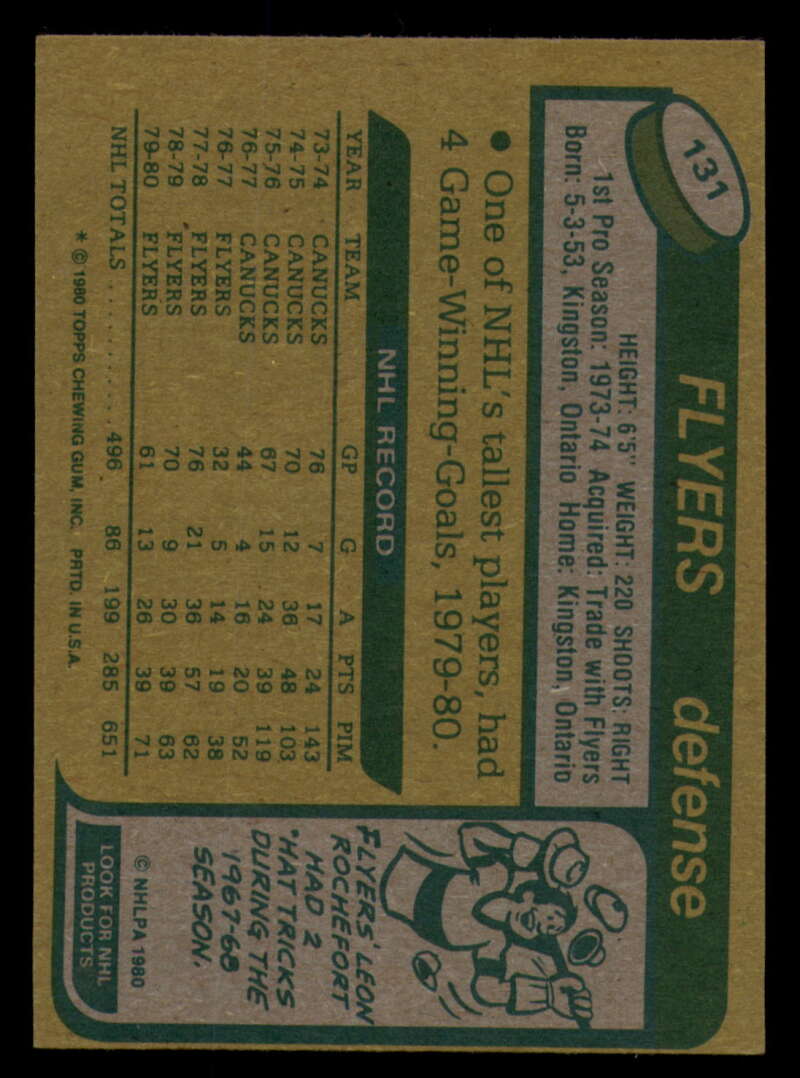 131
FLYERS defense
HEIGHT: 6'5" WEIGHT: 220 SHOOTS: RIGHT
1st Pro Season: 1973-74 Acquired: Trade with Flyers
Born: 5-3-53, Kingston, Ontario Home: Kingston, Ontario
• One of NHL's tallest players, had
4 Game-Winning-Goals, 1979-80.
NHL RECORD
YEAR TEAM GP G A PTS PIM
73-74 CANUCKS 76 7 17 24 143
74-75 CANUCKS 70 12 36 48 103
75-76 CANUCKS 67 15 24 39 119
76-77 CANUCKS 44 4 16 20 52
76-77 FLYERS 32 5 14 19 38
77-78 FLYERS 76 21 36 57 62
78-79 FLYERS 70 9 30 39 63
79-80 FLYERS 61 13 26 39 71
NHL TOTALS . . . . . . . . . . . . 496 86 199 285 651
* © 1980 TOPPS CHEWING GUM, INC. PRTD. IN U.S.A.
FLYERS' LEON
ROCHEFORT
HAD 2
"HAT TRICKS
DURING THE
1967-68
SEASON.
© NHLPA 1980
LOOK FOR NHL
PRODUCTS